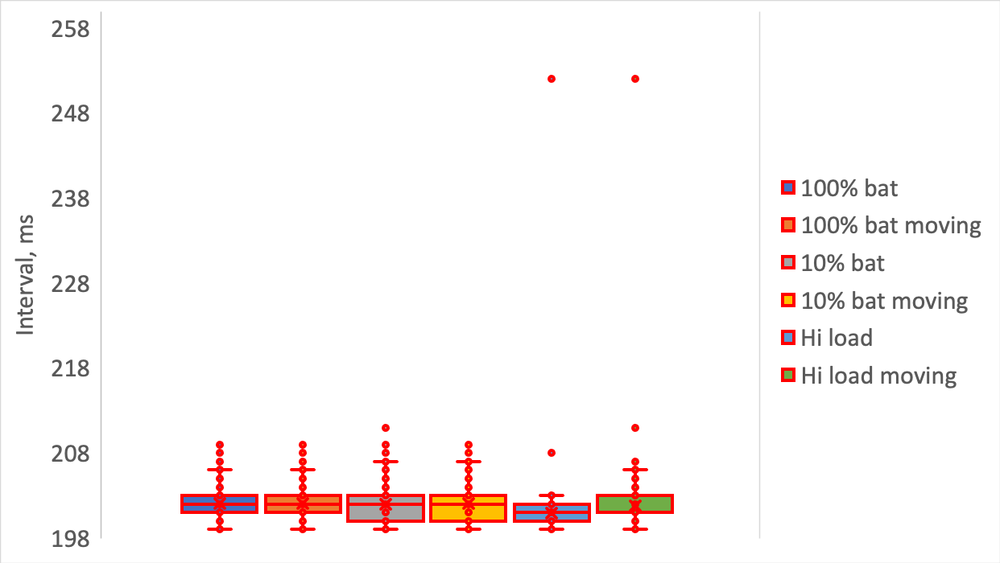 258
248
238
228
218
208
198
Interval, ms
100% bat
100% bat moving
10% bat
10% bat moving
Hi load
Hi load moving